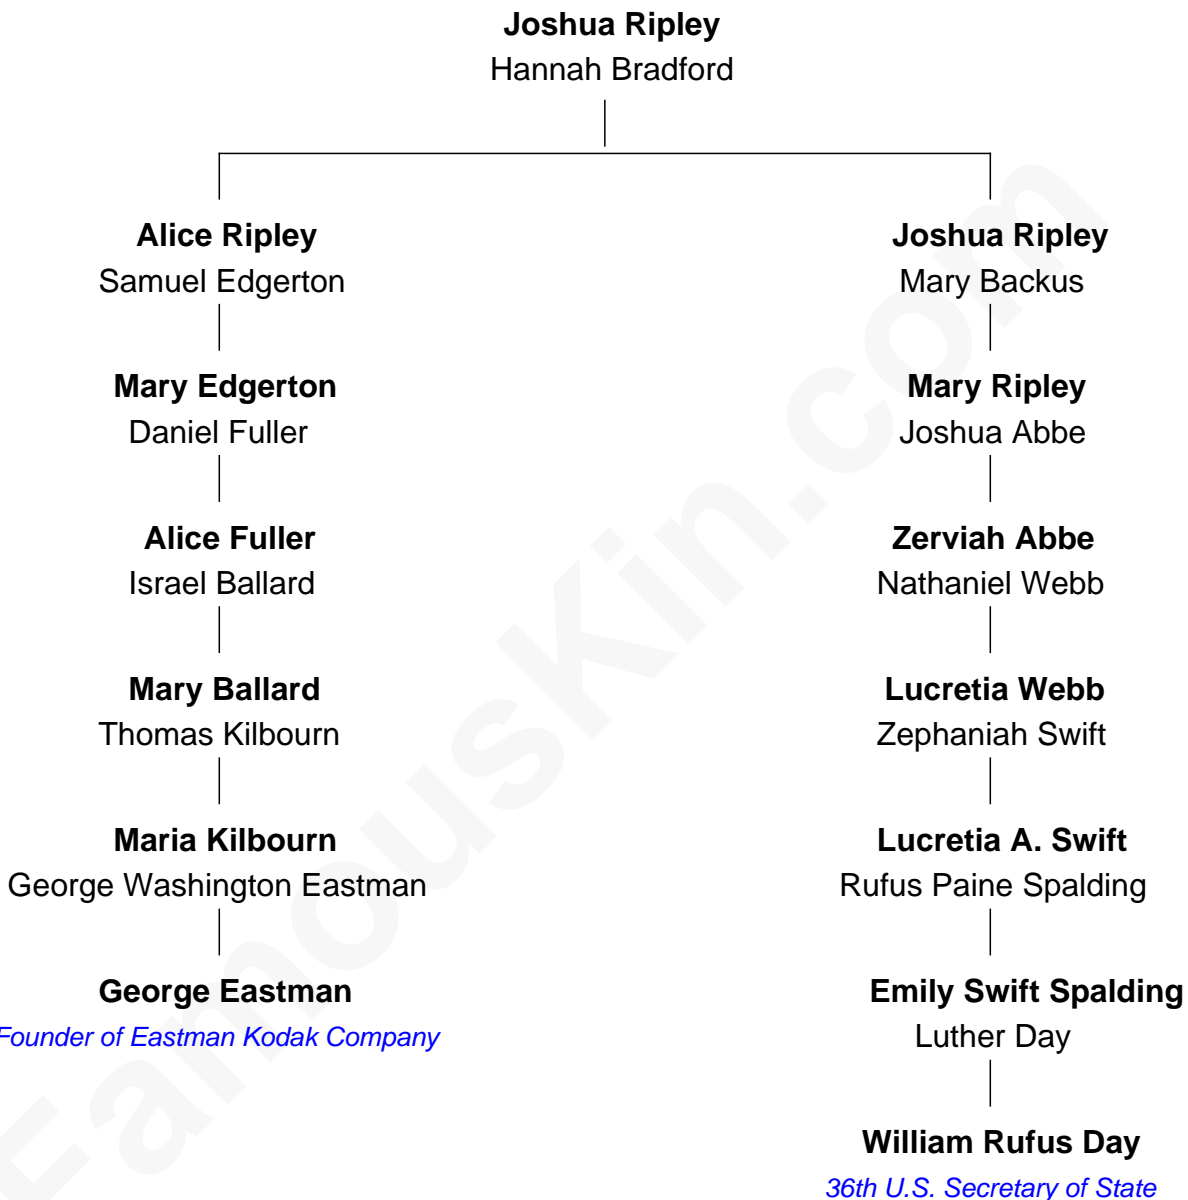 Joshua Ripley
Hannah Bradford
Alice Ripley
Samuel Edgerton
Joshua Ripley
Mary Backus
Mary Edgerton
Daniel Fuller
Mary Ripley
Joshua Abbe
Alice Fuller
Israel Ballard
Zerviah Abbe
Nathaniel Webb
Mary Ballard
Thomas Kilbourn
Lucretia Webb
Zephaniah Swift
Maria Kilbourn
George Washington Eastman
Lucretia A. Swift
Rufus Paine Spalding
George Eastman
Founder of Eastman Kodak Company
Emily Swift Spalding
Luther Day
William Rufus Day
36th U.S. Secretary of State
FamousKin.com